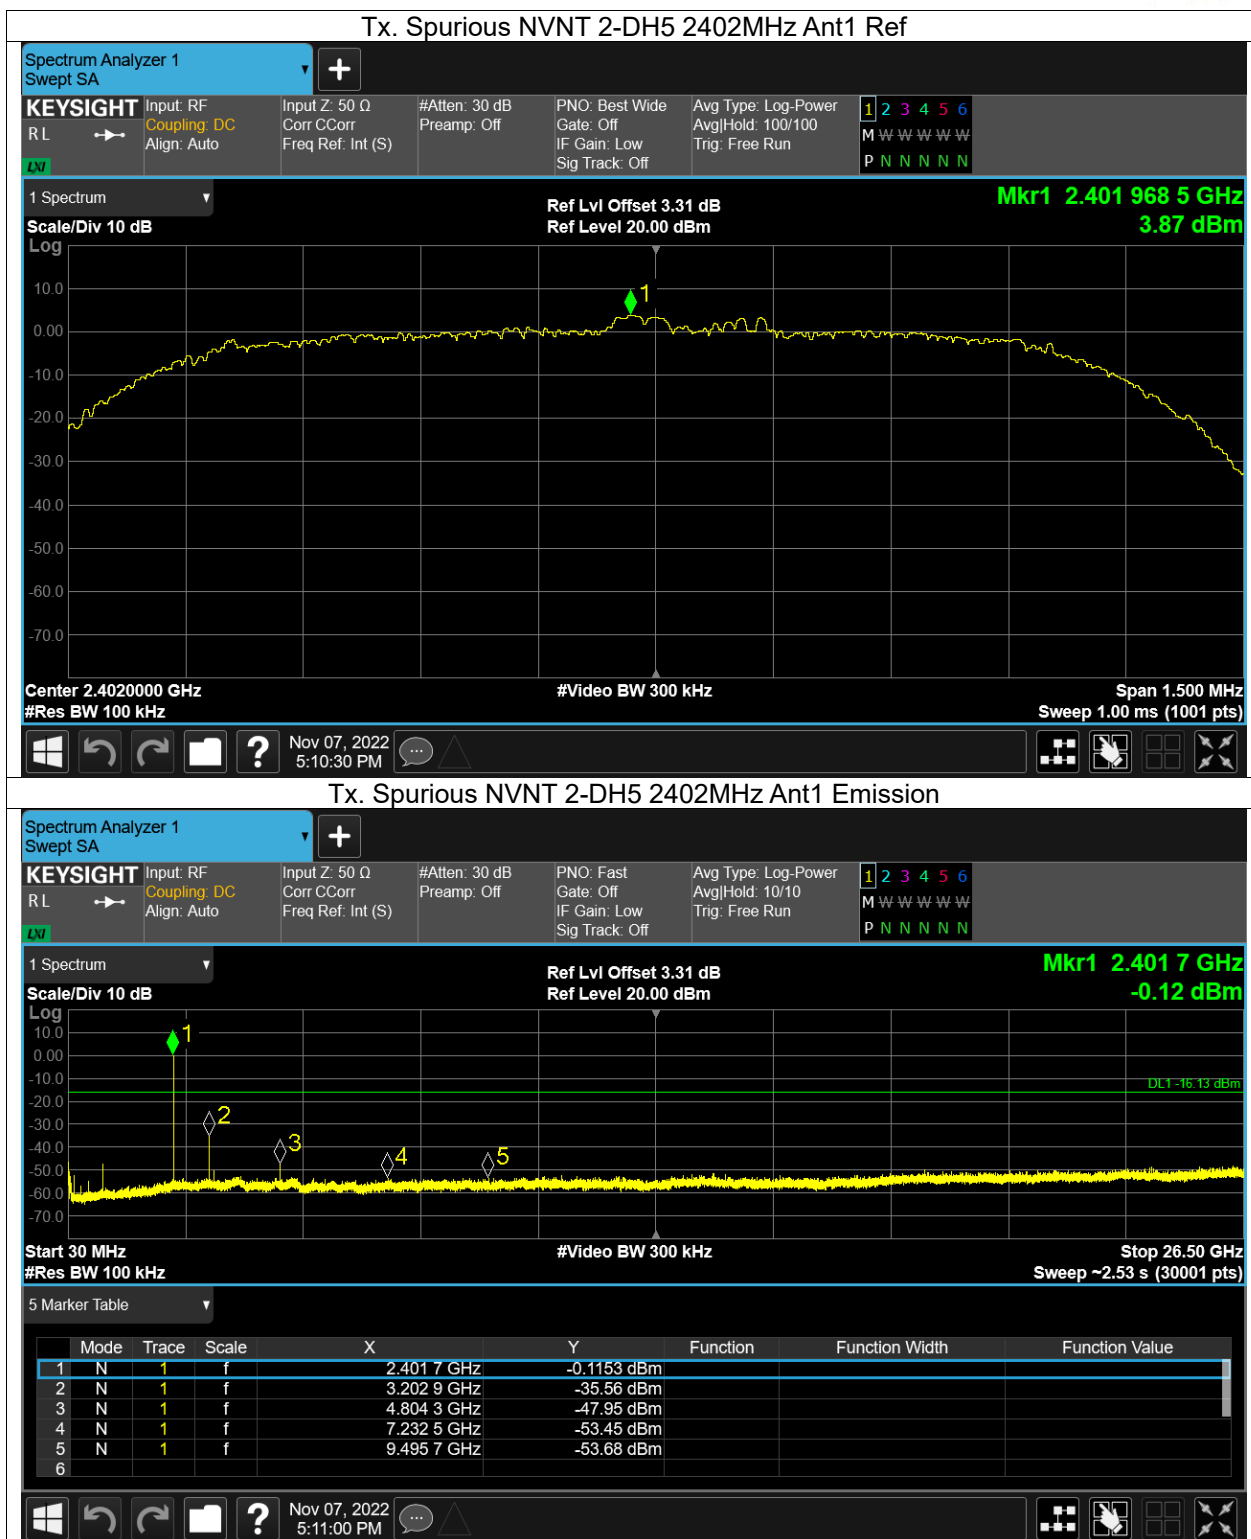 Tx. Spurious NVNT 2-DH5 2402MHz Ant1 Ref
Spectrum Analyzer 1
Swept SA
KEYSIGHT
R L
LXI
Input: RF
Coupling: DC
Align: Auto
Input Z: 50 Ω
Corr CCorr
Freq Ref: Int (S)
#Atten: 30 dB
Preamp: Off
PNO: Best Wide
Gate: Off
IF Gain: Low
Sig Track: Off
Avg Type: Log-Power
Avg|Hold: 100/100
Trig: Free Run
1 2 3 4 5 6
M W W W W W
P N N N N N
1 Spectrum
Scale/Div 10 dB
Ref Lvl Offset 3.31 dB
Ref Level 20.00 dBm
Mkr1 2.401 968 5 GHz
3.87 dBm
Log
1
10.0
0.00
-10.0
-20.0
-30.0
-40.0
-50.0
-60.0
-70.0
Center 2.4020000 GHz
#Res BW 100 kHz
#Video BW 300 kHz
Span 1.500 MHz
Sweep 1.00 ms (1001 pts)
?
Nov 07, 2022
5:10:30 PM
Tx. Spurious NVNT 2-DH5 2402MHz Ant1 Emission
Spectrum Analyzer 1
Swept SA
KEYSIGHT
R L
LXI
Input: RF
Coupling: DC
Align: Auto
Input Z: 50 Ω
Corr CCorr
Freq Ref: Int (S)
#Atten: 30 dB
Preamp: Off
PNO: Fast
Gate: Off
IF Gain: Low
Sig Track: Off
Avg Type: Log-Power
Avg|Hold: 10/10
Trig: Free Run
1 2 3 4 5 6
M W W W W W
P N N N N N
1 Spectrum
Scale/Div 10 dB
Ref Lvl Offset 3.31 dB
Ref Level 20.00 dBm
Mkr1 2.401 7 GHz
-0.12 dBm
Log
10.0
0.00
-10.0
-20.0
-30.0
-40.0
-50.0
-60.0
-70.0
1
DL1 -16.13 dBm
2
3
4
5
Start 30 MHz
#Res BW 100 kHz
#Video BW 300 kHz
Stop 26.50 GHz
Sweep ~2.53 s (30001 pts)
5 Marker Table
Mode Trace Scale X Y Function Function Width Function Value
1 N 1 f 2.401 7 GHz -0.1153 dBm
2 N 1 f 3.202 9 GHz -35.56 dBm
3 N 1 f 4.804 3 GHz -47.95 dBm
4 N 1 f 7.232 5 GHz -53.45 dBm
5 N 1 f 9.495 7 GHz -53.68 dBm
6
?
Nov 07, 2022
5:11:00 PM